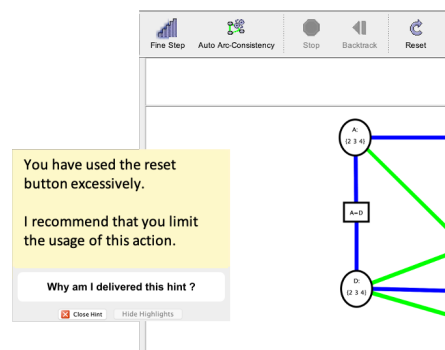 Fine Step
Auto Arc-Consistency
Stop
Backtrack
Reset
A:
{2 3 4}
You have used the reset
button excessively.
I recommend that you limit
the usage of this action.
A=D
Why am I delivered this hint ?
D:
{2 3 4}
Close Hint
Hide Highlights